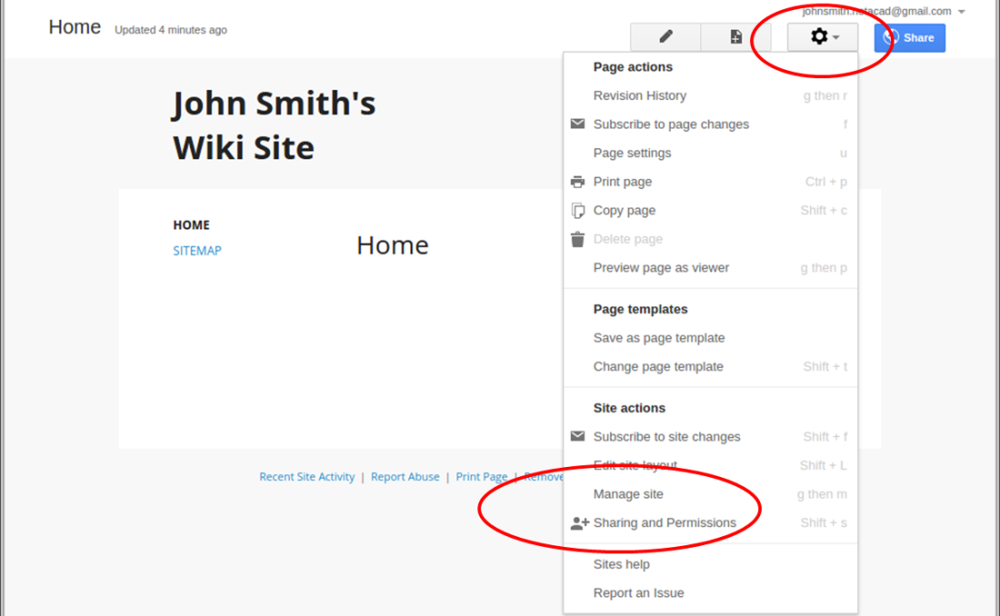 johnsmith.netacad@gmail.com
Home Updated 4 minutes ago
Share
John Smith's
Wiki Site
HOME
SITEMAP
Home
Recent Site Activity | Report Abuse | Print Page | Remove
Page actions
Revision History g then r
Subscribe to page changes f
Page settings u
Print page Ctrl + p
Copy page Shift + c
Delete page
Preview page as viewer g then p
Page templates
Save as page template
Change page template Shift + t
Site actions
Subscribe to site changes Shift + f
Edit site layout Shift + L
Manage site g then m
Sharing and Permissions Shift + s
Sites help
Report an Issue